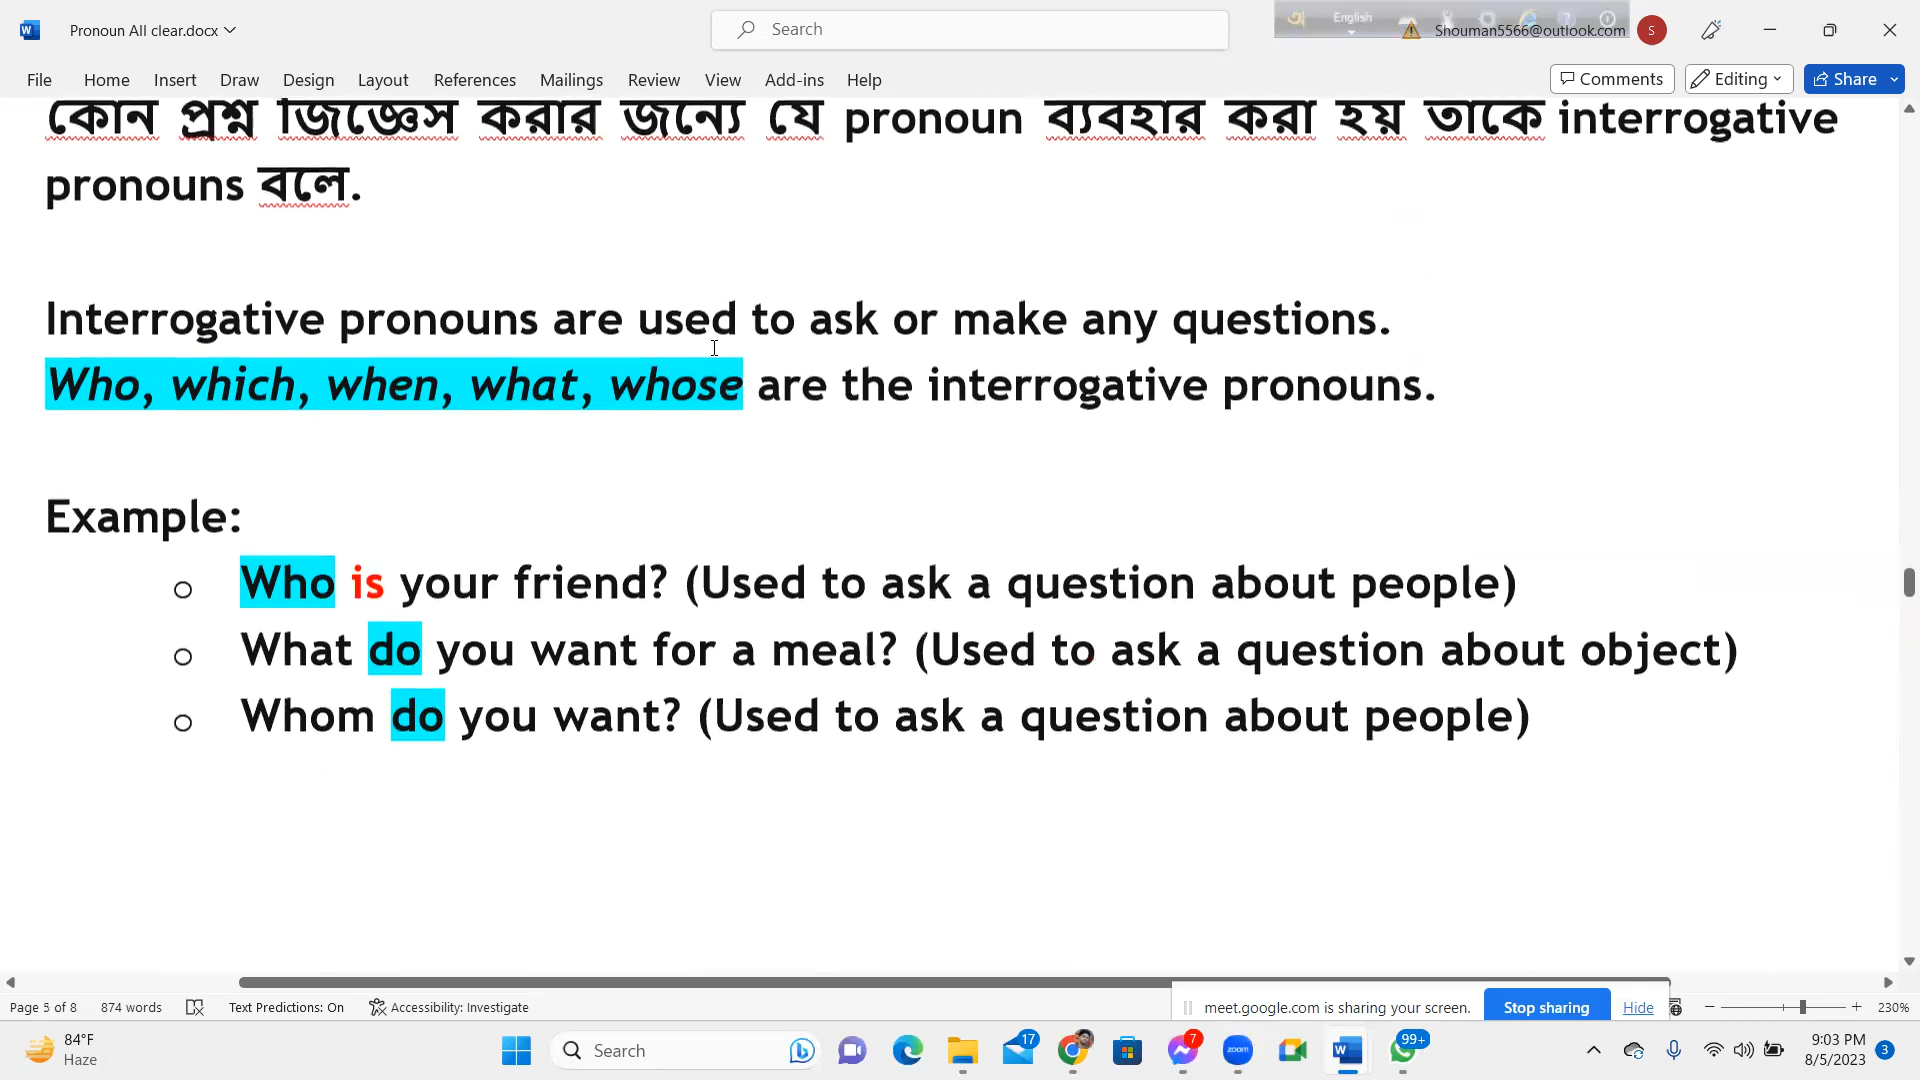 Pronoun All clear.docx
Search
English
Shouman5566@outlook.com
S
File Home Insert Draw Design Layout References Mailings Review View Add-ins Help
Comments Editing Share
কোন প্রশ্ন জিজ্ঞেস করার জন্যে যে pronoun ব্যবহার করা হয় তাকে interrogative
pronouns বলে.
Interrogative pronouns are used to ask or make any questions.
Who, which, when, what, whose are the interrogative pronouns.
Example:
o Who is your friend? (Used to ask a question about people)
o What do you want for a meal? (Used to ask a question about object)
o Whom do you want? (Used to ask a question about people)
Page 5 of 8 874 words Text Predictions: On Accessibility: Investigate
meet.google.com is sharing your screen. Stop sharing Hide
230%
84°F
Haze
Search
17
7
zoom
99+
9:03 PM
8/5/2023
3